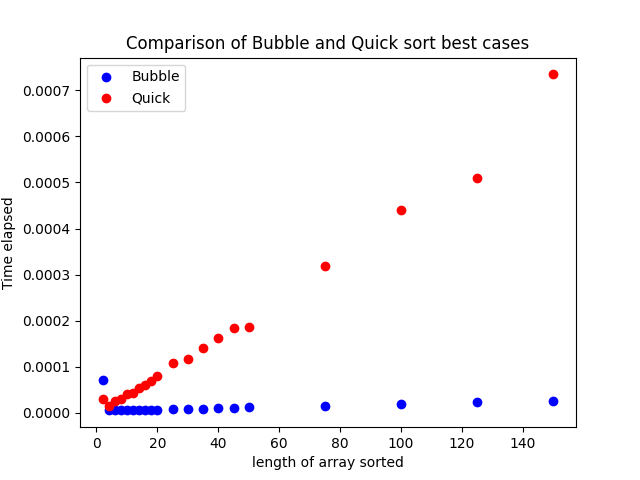 Comparison of Bubble and Quick sort best cases
Bubble
Quick
0.0007
0.0006
0.0005
0.0004
0.0003
0.0002
0.0001
0.0000
Time elapsed
0 20 40 60 80 100 120 140
length of array sorted